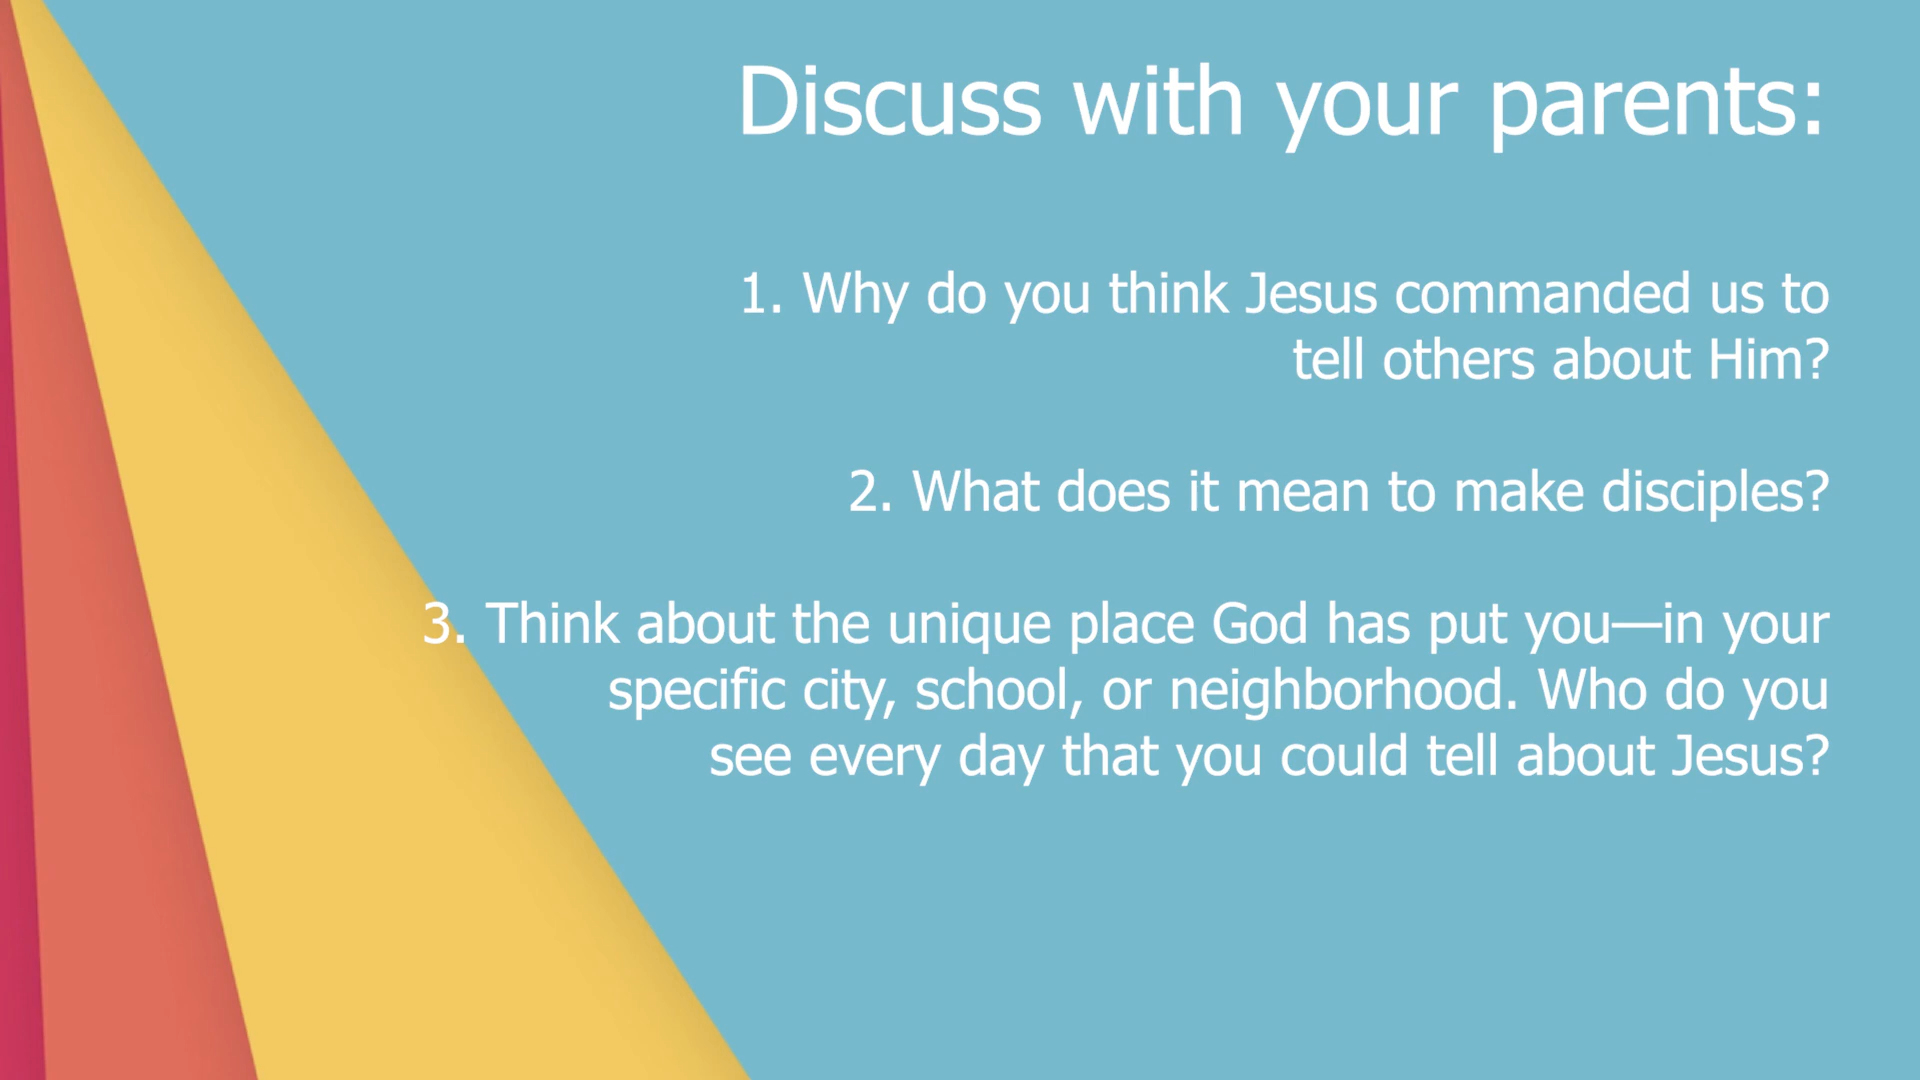 Discuss with your parents:
1. Why do you think Jesus commanded us to
tell others about Him?
2. What does it mean to make disciples?
3. Think about the unique place God has put you—in your
specific city, school, or neighborhood. Who do you
see every day that you could tell about Jesus?